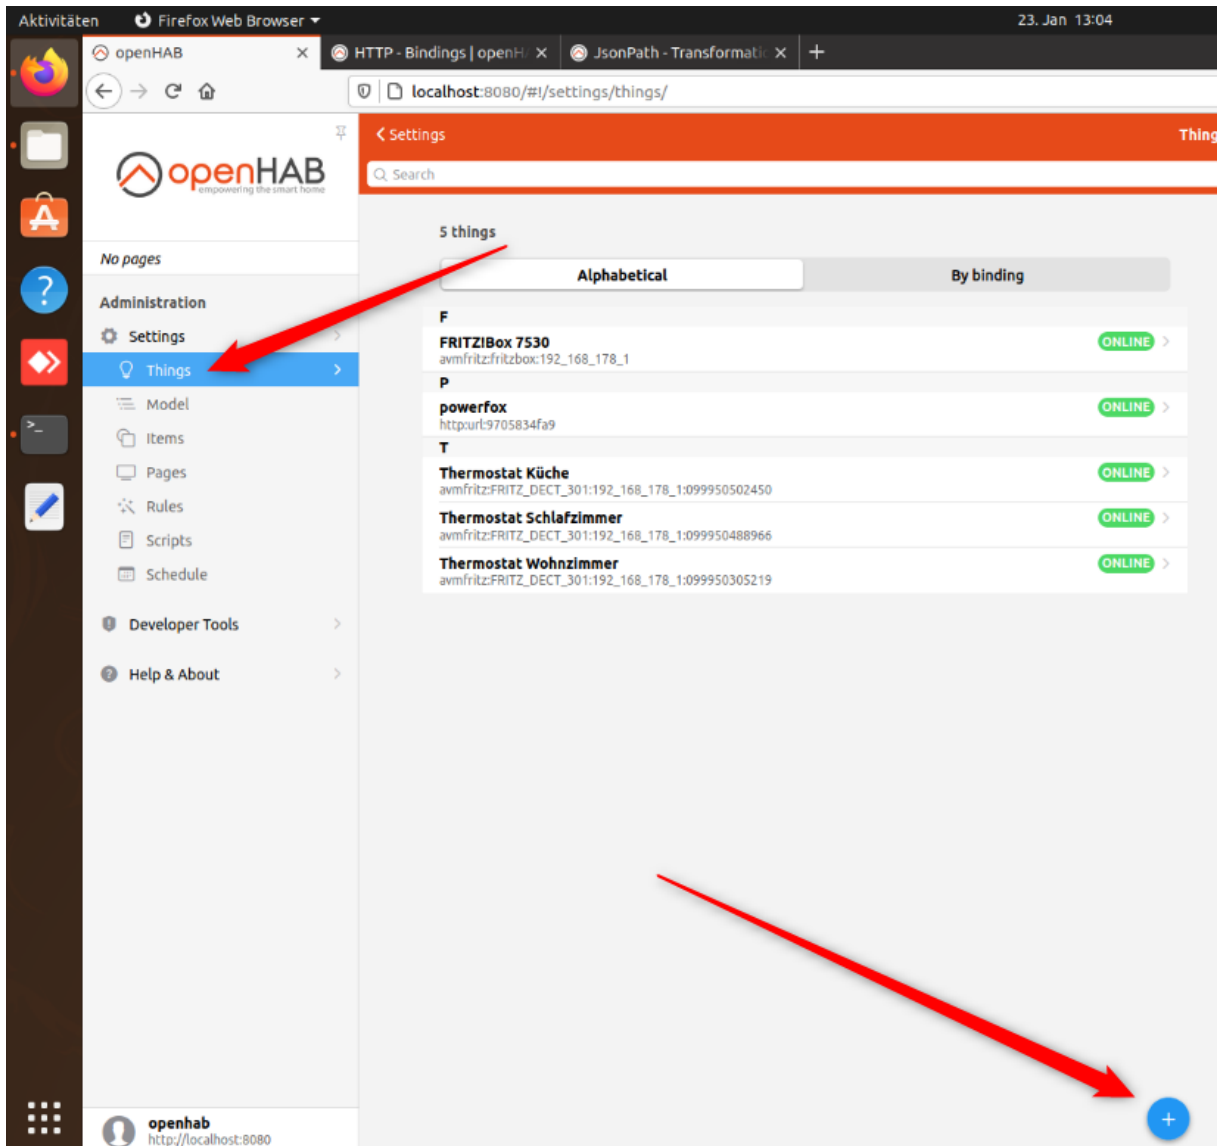 Aktivitäten
Firefox Web Browser
23. Jan 13:04
openHAB
HTTP - Bindings | openH
JsonPath - Transformatic
localhost:8080/#!/settings/things/
openHAB
empowering the smart home
No pages
Administration
Settings
Things
Model
Items
Pages
Rules
Scripts
Schedule
Developer Tools
Help & About
openhab
http://localhost:8080
Settings
Thing
Search
5 things
Alphabetical
By binding
F
FRITZ!Box 7530
ONLINE
avmfritz:fritzbox:192_168_178_1
P
powerfox
ONLINE
http:url:9705834fa9
T
Thermostat Küche
ONLINE
avmfritz:FRITZ_DECT_301:192_168_178_1:099950502450
Thermostat Schlafzimmer
ONLINE
avmfritz:FRITZ_DECT_301:192_168_178_1:099950488966
Thermostat Wohnzimmer
ONLINE
avmfritz:FRITZ_DECT_301:192_168_178_1:099950305219